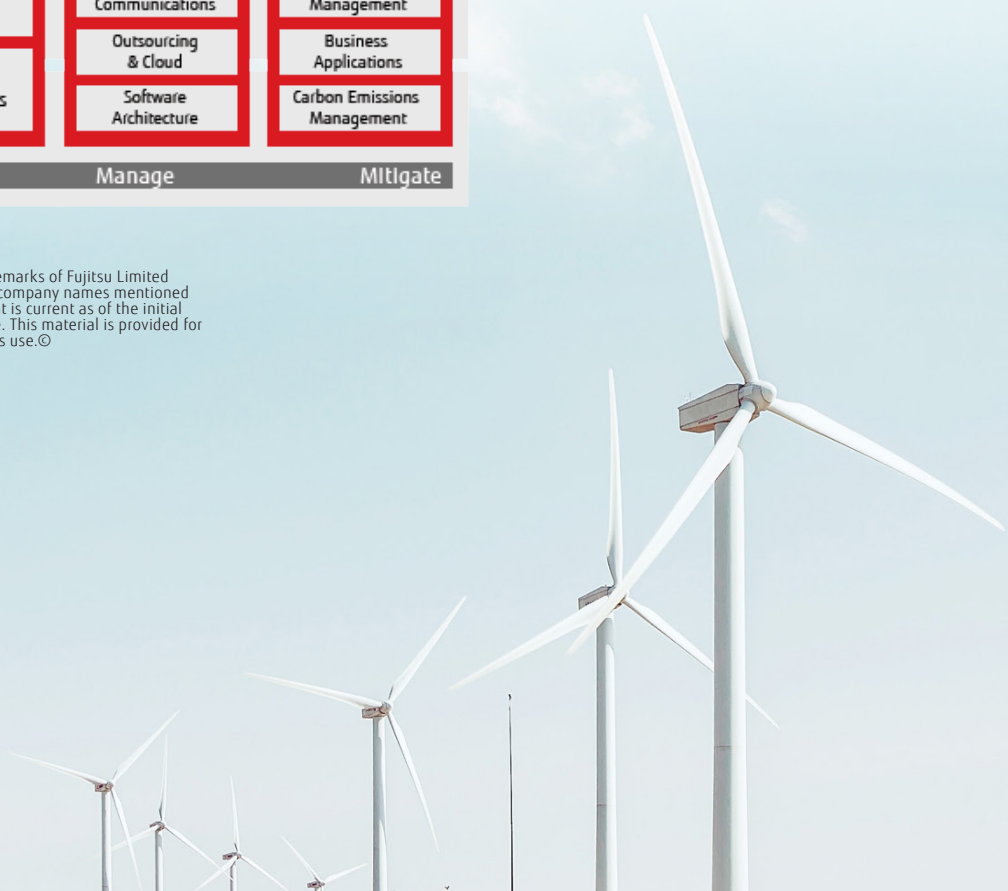 Communications
Outsourcing
& Cloud
Software
Architecture
Management
Business
Applications
Carbon Emissions
Management
s
Manage
MItIgate
emarks of Fujitsu Limited
company names mentioned
t is current as of the initial
. This material is provided for
s use.©